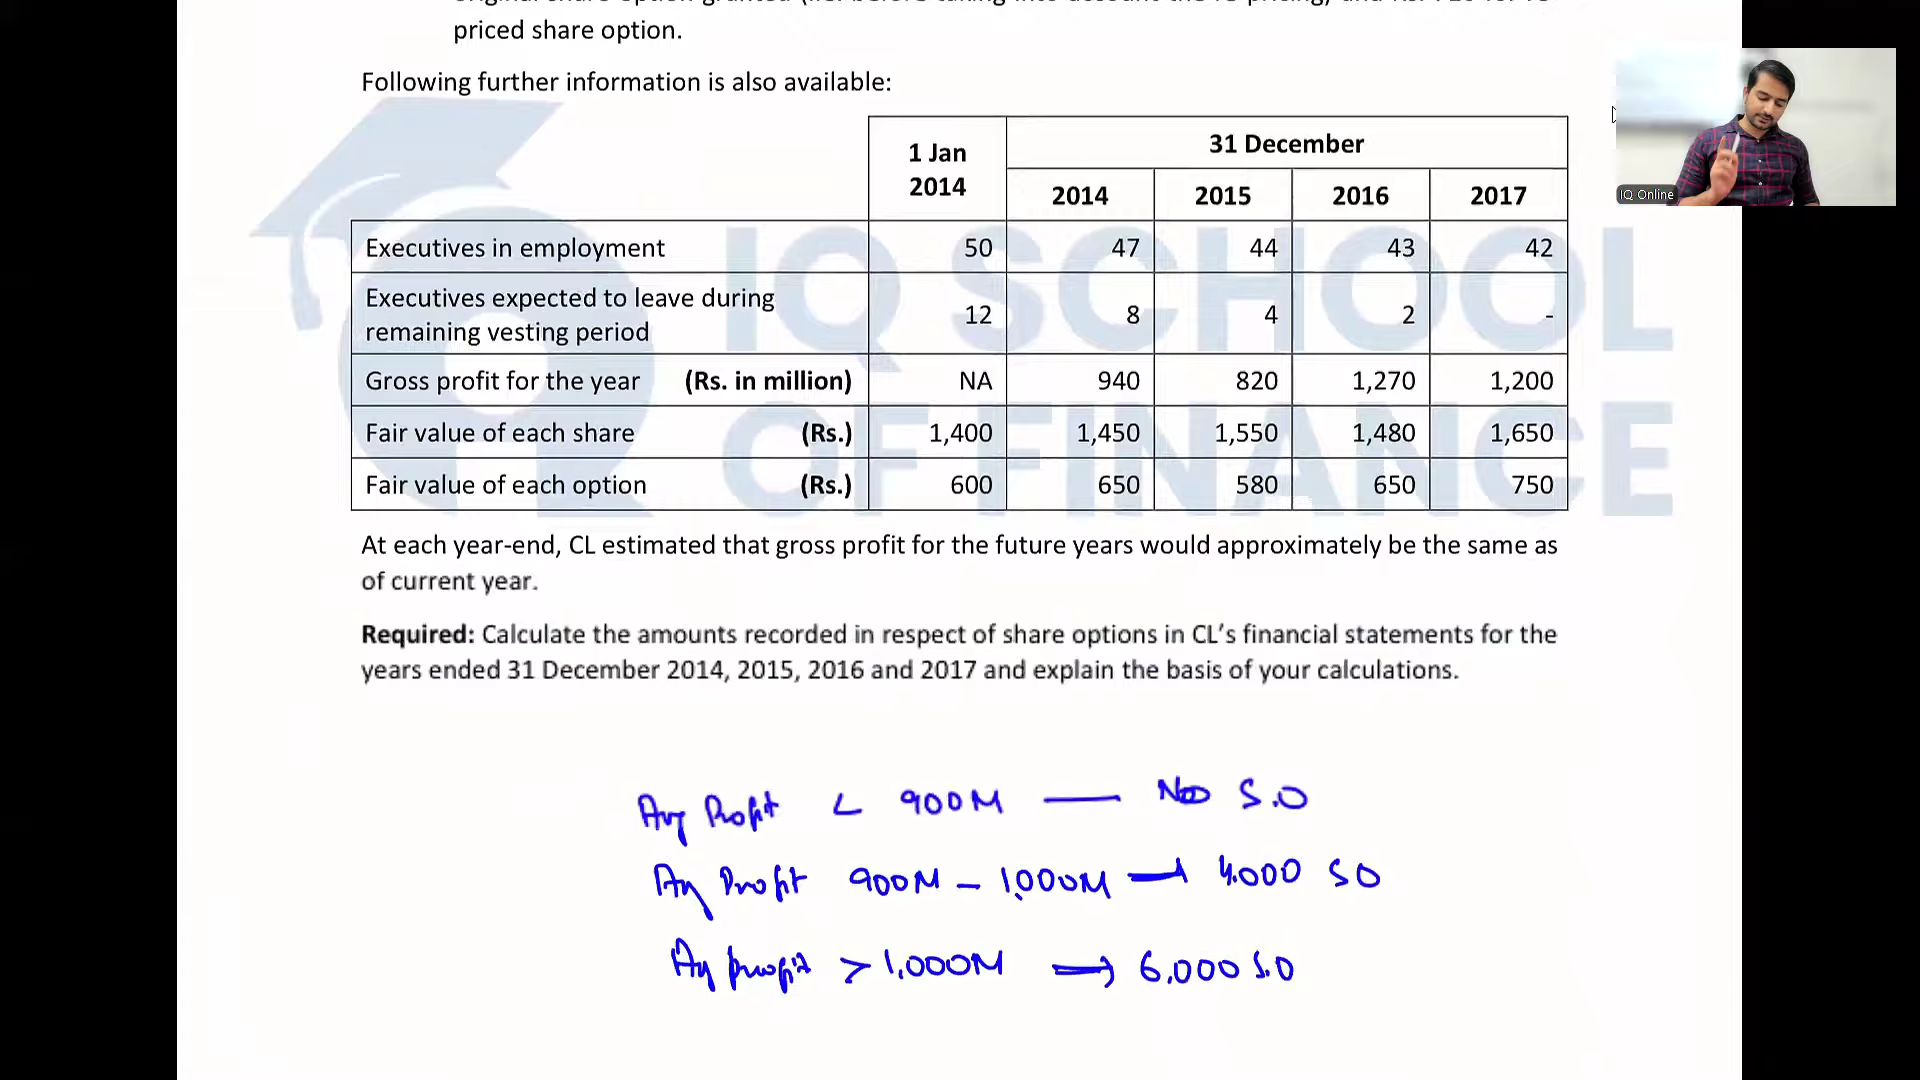 priced share option.
Following further information is also available:
1 Jan 2014 31 December
2014 2015 2016 2017
Executives in employment 50 47 44 43 42
Executives expected to leave during remaining vesting period 12 8 4 2 -
Gross profit for the year (Rs. in million) NA 940 820 1,270 1,200
Fair value of each share (Rs.) 1,400 1,450 1,550 1,480 1,650
Fair value of each option (Rs.) 600 650 580 650 750
At each year-end, CL estimated that gross profit for the future years would approximately be the same as
of current year.
Required: Calculate the amounts recorded in respect of share options in CL's financial statements for the
years ended 31 December 2014, 2015, 2016 and 2017 and explain the basis of your calculations.
Avg Profit < 900M — No S.O
Avg Profit 900M – 1,000M — 4,000 SO
Avg profit > 1,000M → 6,000 S.O
IQ SCHOOL
OF FINANCE
IQ Online